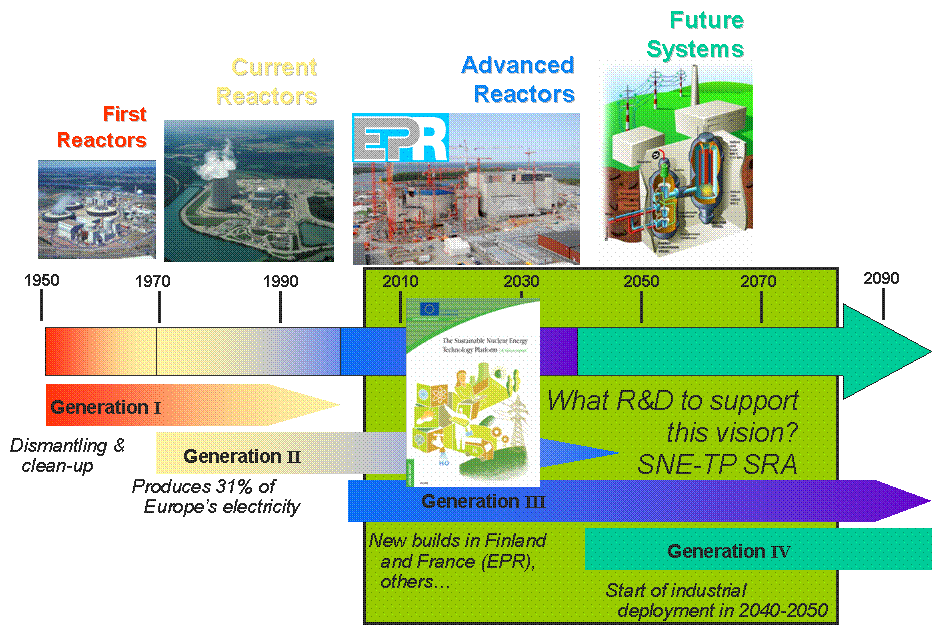 Future
Systems
Current
Reactors
Advanced
Reactors
First
Reactors
EPR
1950
1970
1990
2010
2030
2050
2070
2090
The Sustainable Nuclear Energy
Technology Platform
Generation I
What R&D to support
this vision?
SNE-TP SRA
Dismantling &
clean-up
Generation II
Produces 31% of
Europe's electricity
Generation III
New builds in Finland
and France (EPR),
others...
Generation IV
Start of industrial
deployment in 2040-2050